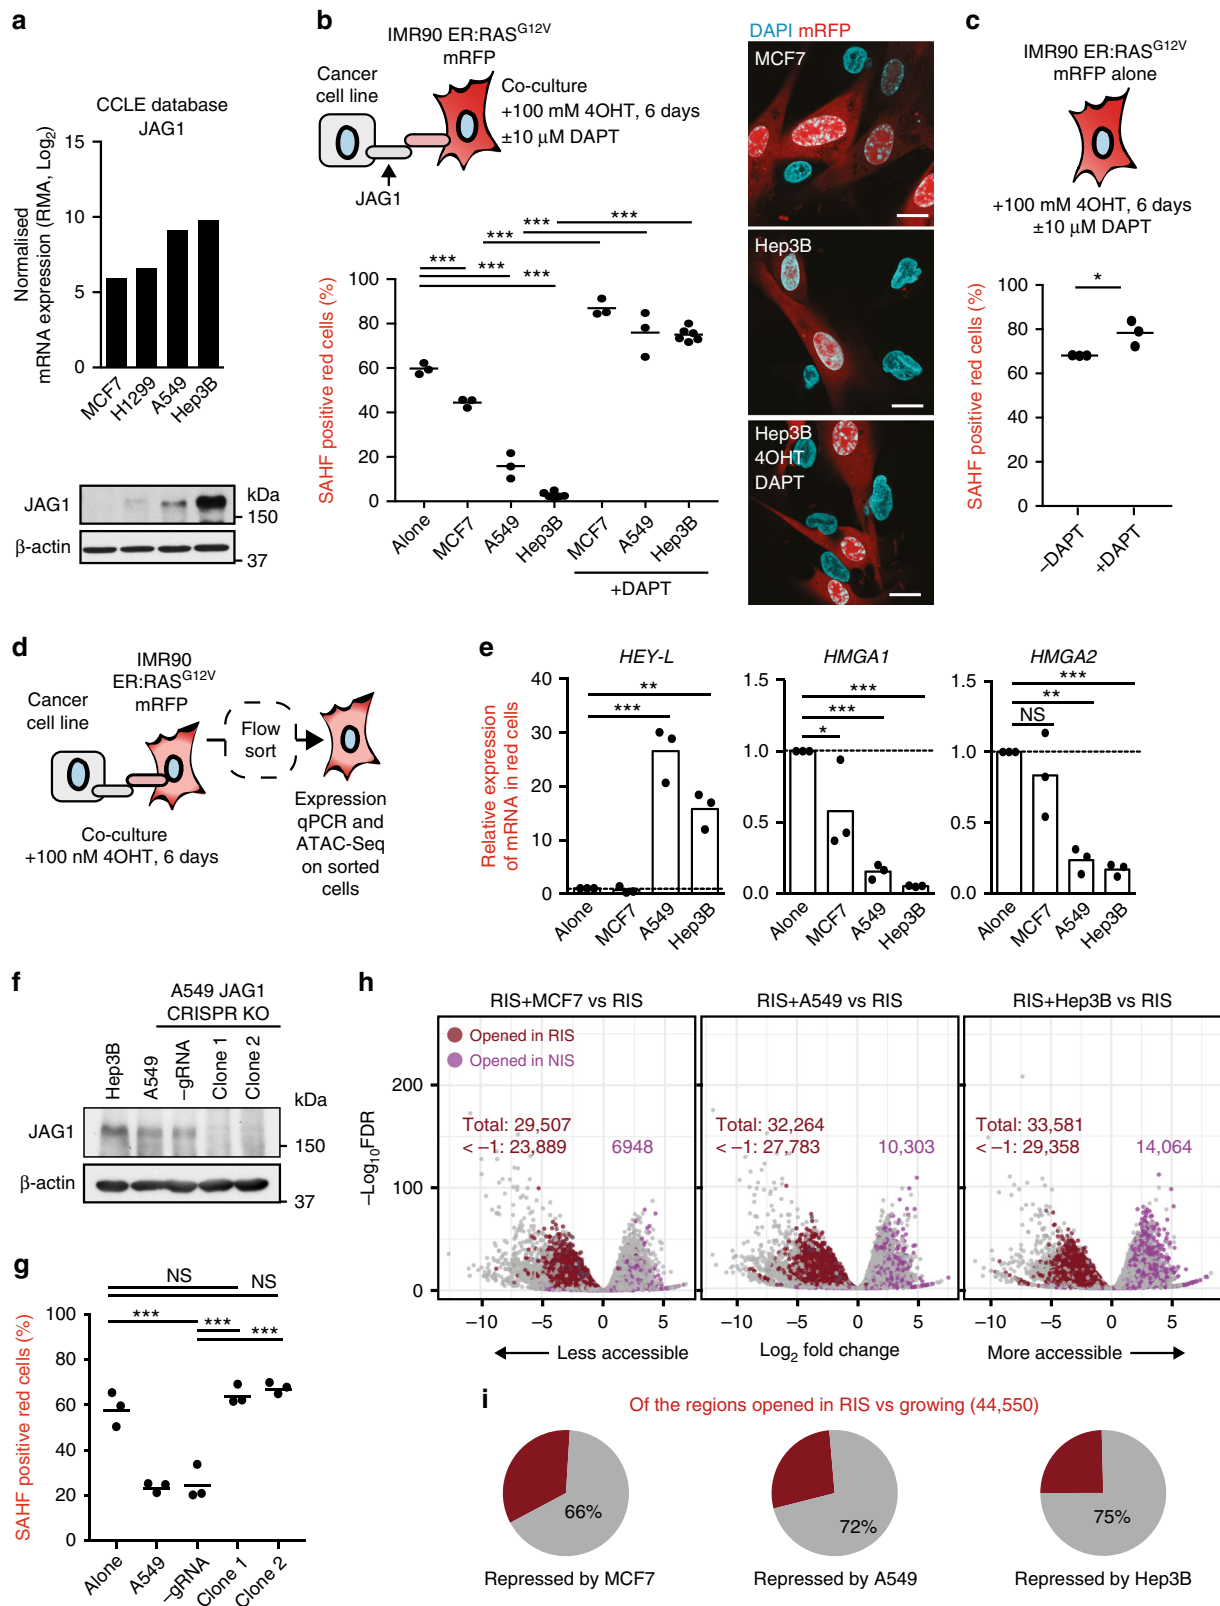 a
CCLE database
JAG1
Normalised
mRNA expression (RMA, Log2)
15
10
5
0
MCF7
H1299
A549
Hep3B
JAG1
β-actin
kDa
150
37
b
IMR90 ER:RAS^G12V
mRFP
Cancer
cell line
Co-culture
+100 mM 4OHT, 6 days
±10 μM DAPT
JAG1
SAHF positive red cells (%)
100
80
60
40
20
0
***
***
***
***
***
***
Alone
MCF7
A549
Hep3B
MCF7
A549
Hep3B
+DAPT
DAPI mRFP
MCF7
Hep3B
Hep3B
4OHT
DAPT
c
IMR90 ER:RAS^G12V
mRFP alone
+100 mM 4OHT, 6 days
±10 μM DAPT
SAHF positive red cells (%)
100
80
60
40
20
0
*
–DAPT
+DAPT
d
IMR90
ER:RAS^G12V
mRFP
Cancer
cell line
Flow
sort
Co-culture
+100 nM 4OHT, 6 days
Expression
qPCR and
ATAC-Seq
on sorted
cells
e
Relative expression
of mRNA in red cells
HEY-L
40
30
20
10
0
**
***
Alone
MCF7
A549
Hep3B
HMGA1
1.5
1.0
0.5
0.0
***
***
*
Alone
MCF7
A549
Hep3B
HMGA2
1.5
1.0
0.5
0.0
***
**
NS
Alone
MCF7
A549
Hep3B
f
A549 JAG1
CRISPR KO
Hep3B
A549
–gRNA
Clone 1
Clone 2
kDa
JAG1
150
β-actin
37
g
SAHF positive red cells (%)
100
80
60
40
20
0
NS
NS
***
***
***
Alone
A549
–gRNA
Clone 1
Clone 2
h
RIS+MCF7 vs RIS
RIS+A549 vs RIS
RIS+Hep3B vs RIS
Opened in RIS
Opened in NIS
–Log10FDR
200
100
0
Total: 29,507
< –1: 23,889
6948
Total: 32,264
< –1: 27,783
10,303
Total: 33,581
< –1: 29,358
14,064
–10
–5
0
5
–10
–5
0
5
–10
–5
0
5
Less accessible
Log2 fold change
More accessible
i
Of the regions opened in RIS vs growing (44,550)
66%
72%
75%
Repressed by MCF7
Repressed by A549
Repressed by Hep3B